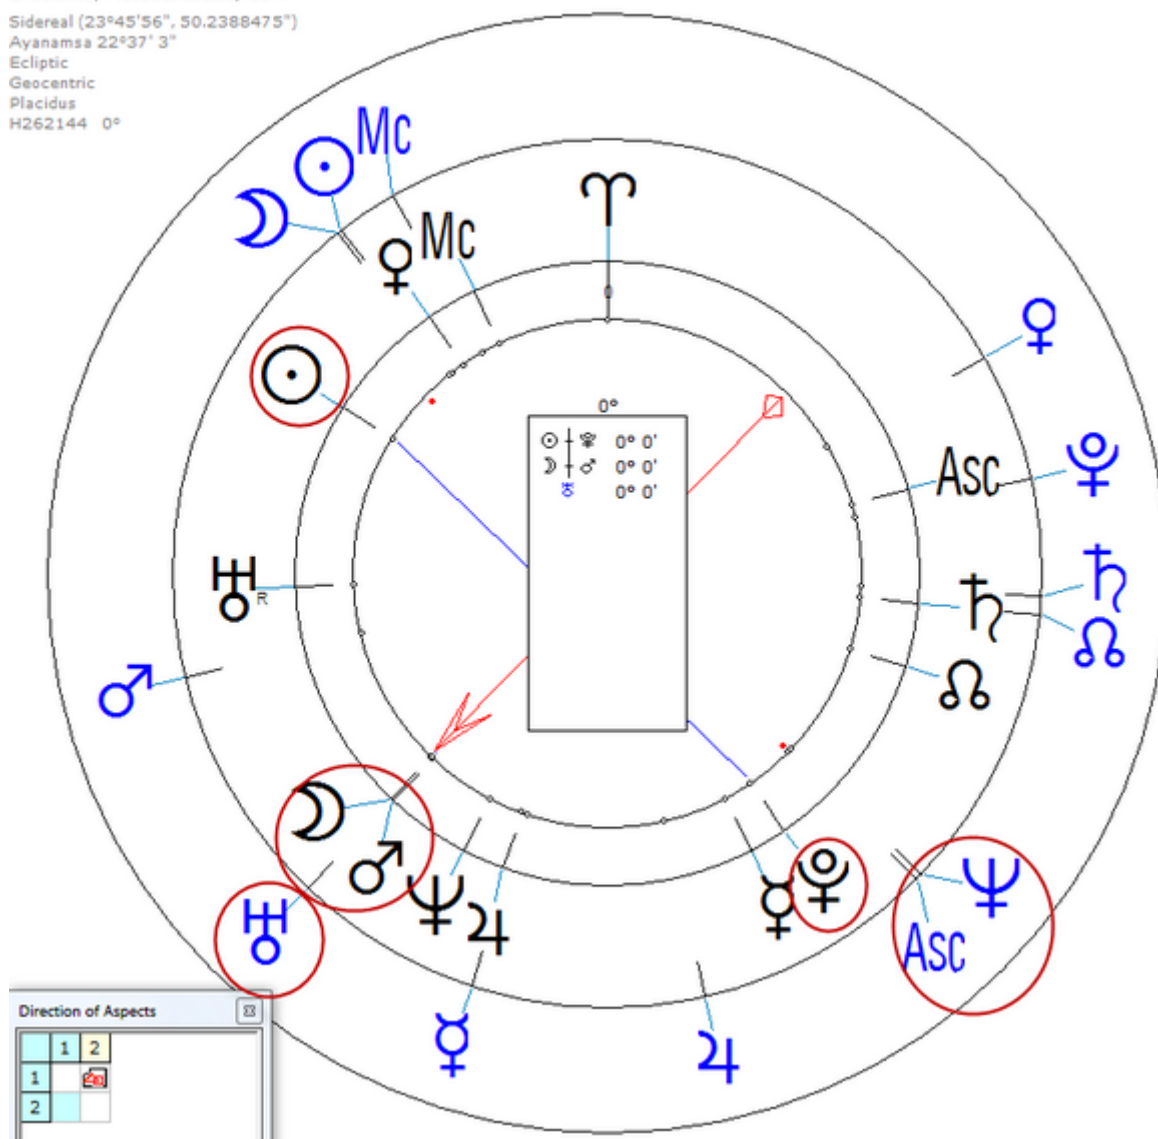 Sidereal (23°45'56", 50.2388475")
Ayanamsa 22°37' 3"
Ecliptic
Geocentric
Placidus
H262144 0°
Mc
☉
☽
♀
Mc
♈
♀
☉
0°
☉ ♇ 0° 0'
☽ ♂ 0° 0'
♅ 0° 0'
Asc
♇
♅
R
♄
♄
☊
☊
♂
☽
♂
♆
♃
☿
♇
♆
Asc
♅
☿
♃
Direction of Aspects
1 2
1
2